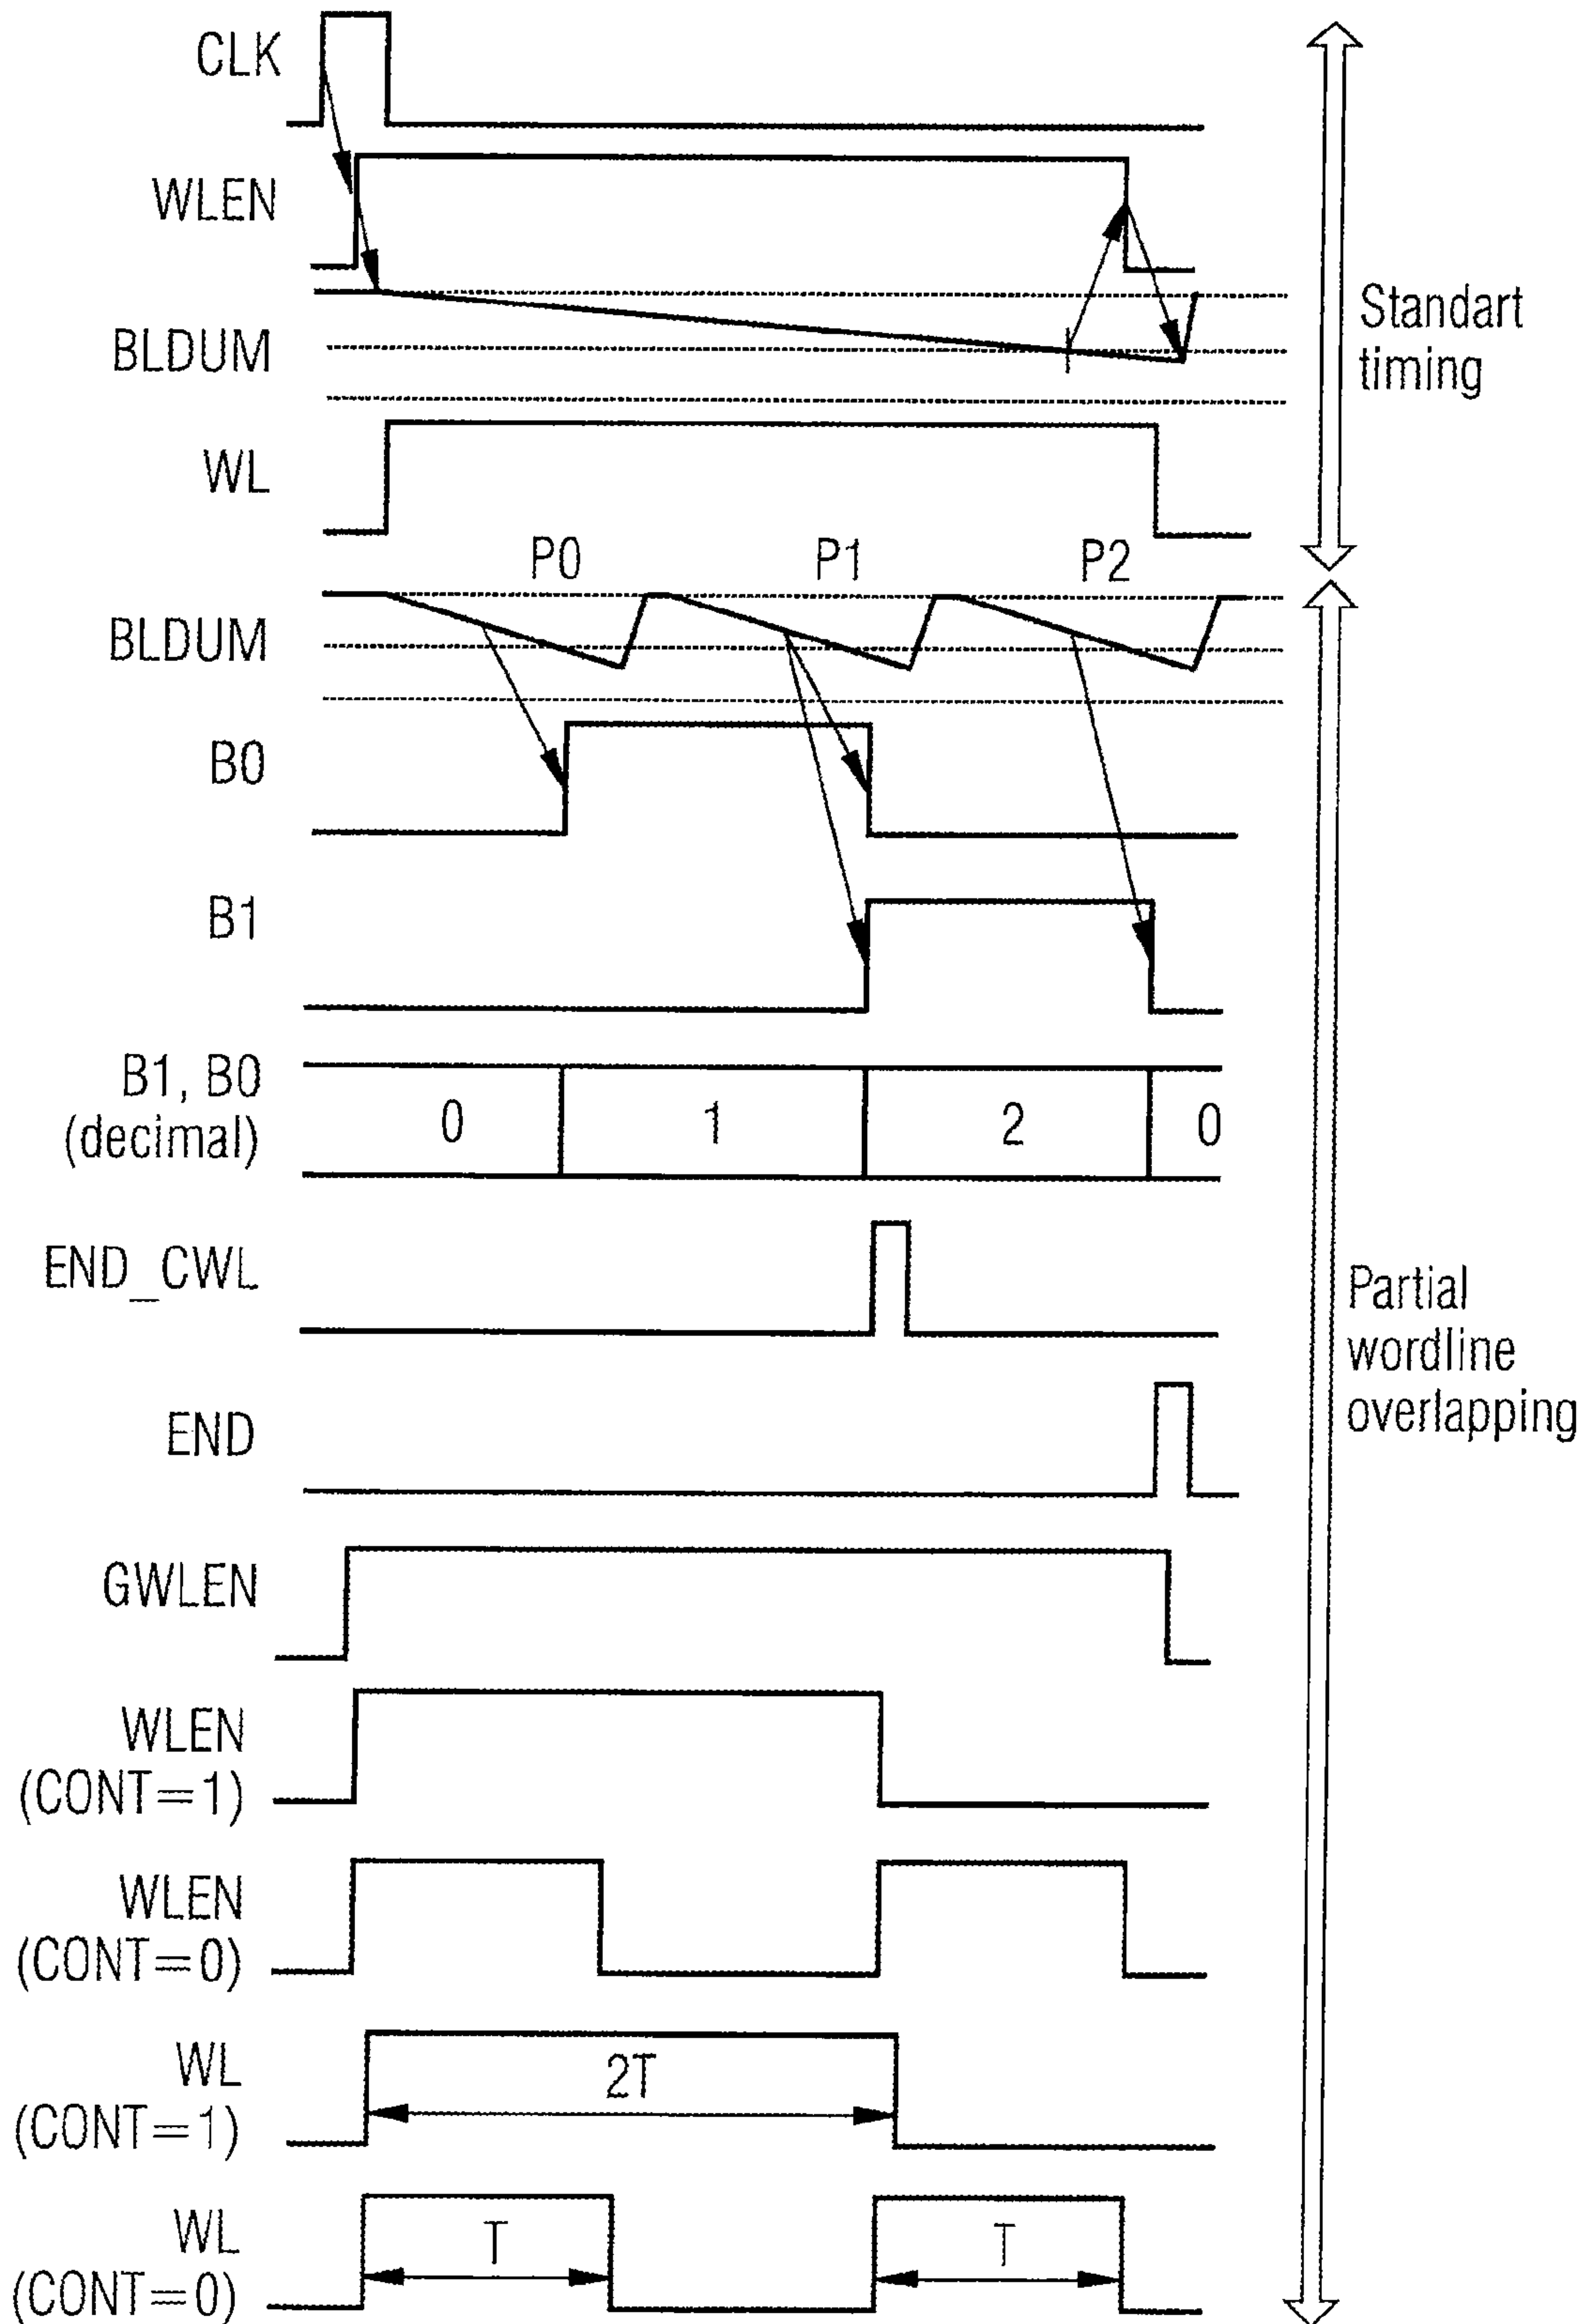 CLK
WLEN
BLDUM
WL
Standart
timing
P0 P1 P2
BLDUM
B0
B1
B1, B0
(decimal)
0 1 2 0
END_CWL
END
Partial
wordline
overlapping
GWLEN
WLEN
(CONT=1)
WLEN
(CONT=0)
WL
(CONT=1)
2T
WL
(CONT=0)
T T